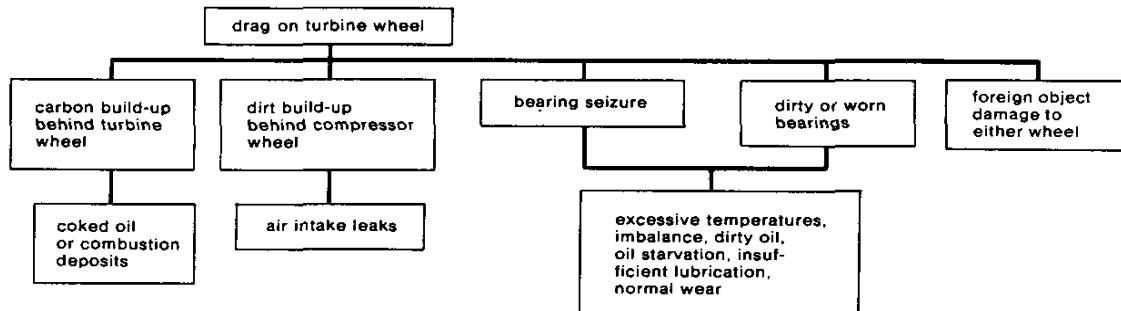 drag on turbine wheel
carbon build-up
behind turbine
wheel
dirt build-up
behind compressor
wheel
bearing seizure
dirty or worn
bearings
foreign object
damage to
either wheel
coked oil
or combustion
deposits
air intake leaks
excessive temperatures,
imbalance, dirty oil,
oil starvation, insuf-
ficient lubrication,
normal wear